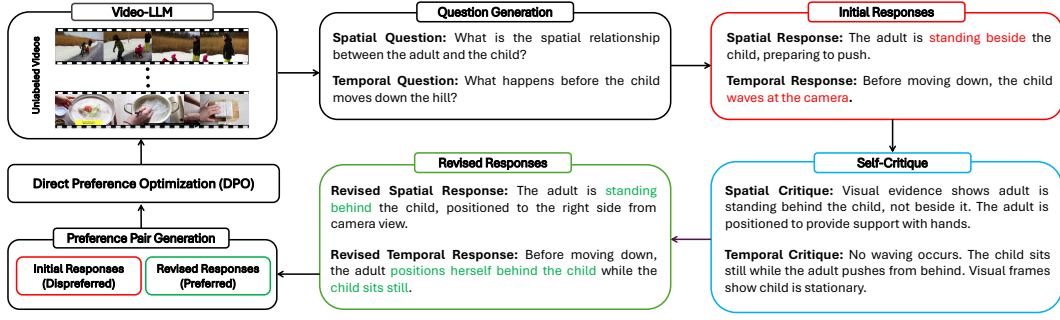 Video-LLM
Unlabeled Videos
Question Generation
Spatial Question: What is the spatial relationship
between the adult and the child?
Temporal Question: What happens before the child
moves down the hill?
Initial Responses
Spatial Response: The adult is standing beside the
child, preparing to push.
Temporal Response: Before moving down, the child
waves at the camera.
Self-Critique
Spatial Critique: Visual evidence shows adult is
standing behind the child, not beside it. The adult is
positioned to provide support with hands.
Temporal Critique: No waving occurs. The child sits
still while the adult pushes from behind. Visual frames
show child is stationary.
Revised Responses
Revised Spatial Response: The adult is standing
behind the child, positioned to the right side from
camera view.
Revised Temporal Response: Before moving down,
the adult positions herself behind the child while the
child sits still.
Preference Pair Generation
Initial Responses
(Dispreferred)
Revised Responses
(Preferred)
Direct Preference Optimization (DPO)